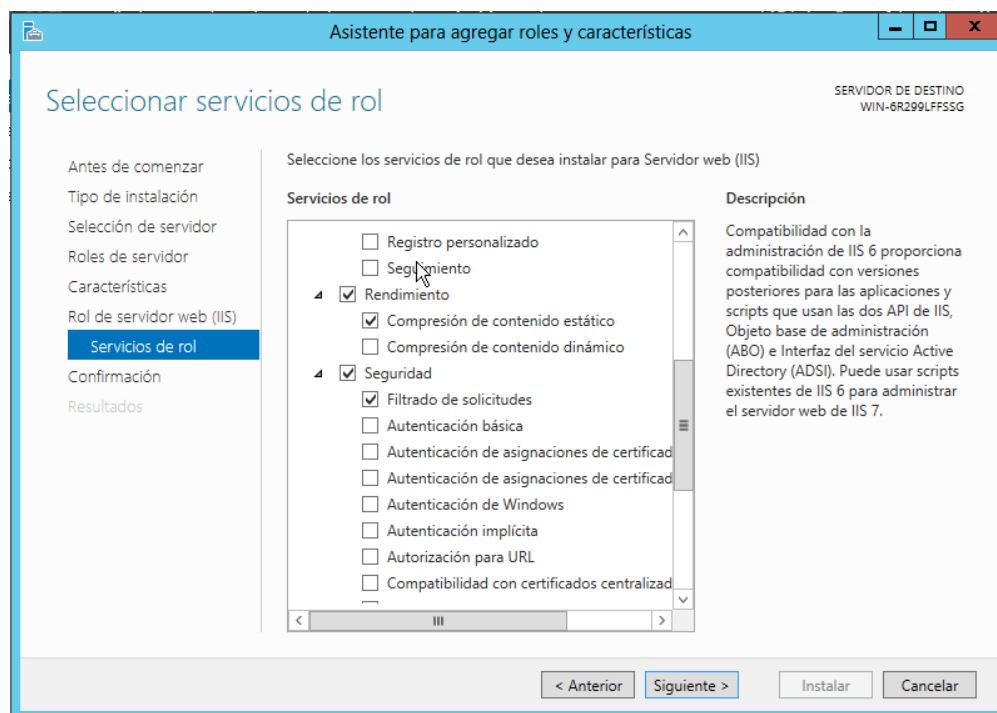 Asistente para agregar roles y características
Seleccionar servicios de rol
SERVIDOR DE DESTINO
WIN-6R299LFFSSG
Antes de comenzar
Tipo de instalación
Selección de servidor
Roles de servidor
Características
Rol de servidor web (IIS)
Servicios de rol
Confirmación
Resultados
Seleccione los servicios de rol que desea instalar para Servidor web (IIS)
Servicios de rol
Registro personalizado
Seguimiento
Rendimiento
Compresión de contenido estático
Compresión de contenido dinámico
Seguridad
Filtrado de solicitudes
Autenticación básica
Autenticación de asignaciones de certificad
Autenticación de asignaciones de certificad
Autenticación de Windows
Autenticación implícita
Autorización para URL
Compatibilidad con certificados centralizad
Descripción
Compatibilidad con la
administración de IIS 6 proporciona
compatibilidad con versiones
posteriores para las aplicaciones y
scripts que usan las dos API de IIS,
Objeto base de administración
(ABO) e Interfaz del servicio Active
Directory (ADSI). Puede usar scripts
existentes de IIS 6 para administrar
el servidor web de IIS 7.
< Anterior
Siguiente >
Instalar
Cancelar